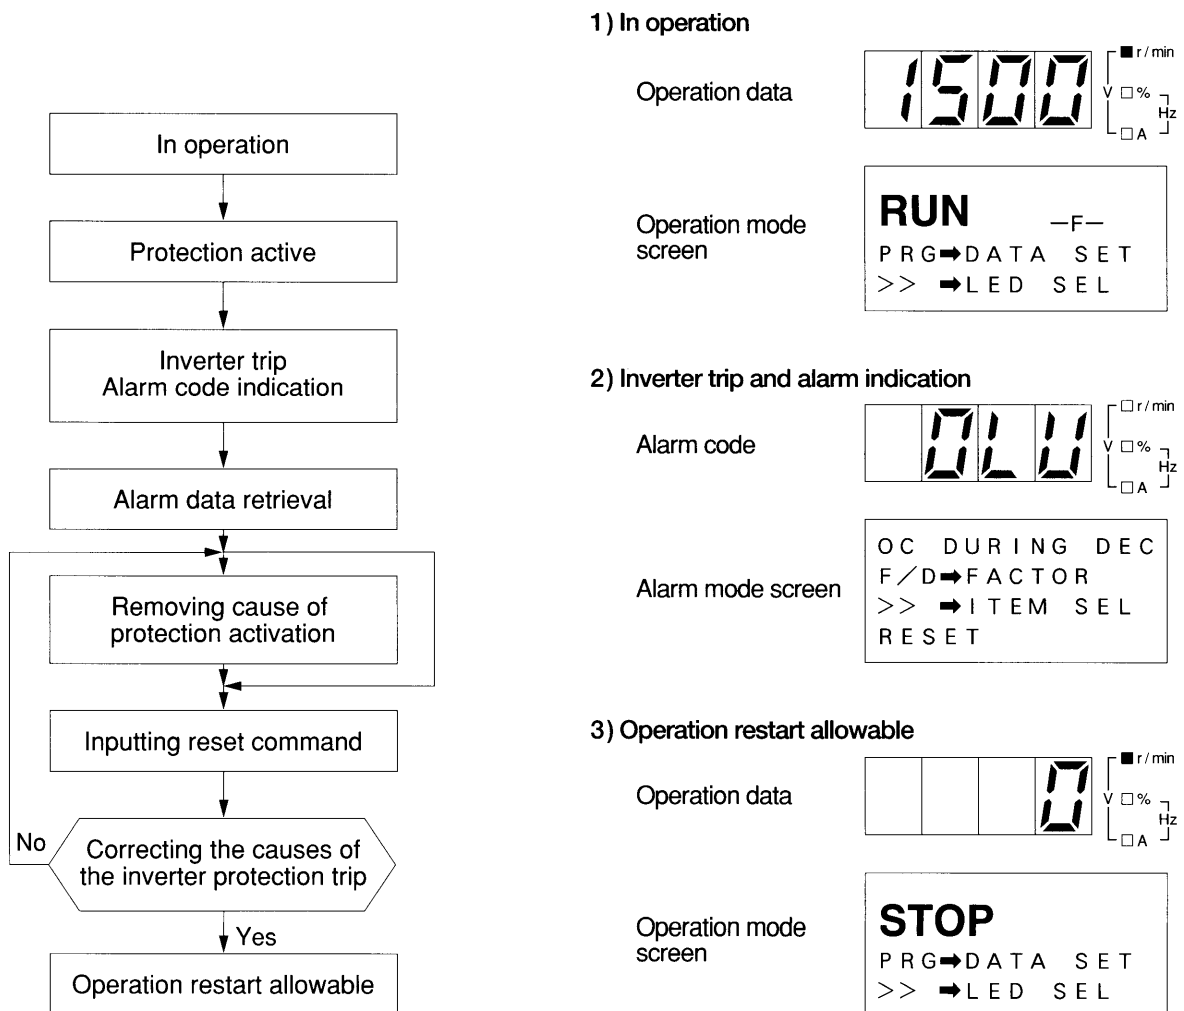 In operation
Protection active
Inverter trip
Alarm code indication
Alarm data retrieval
Removing cause of
protection activation
Inputting reset command
No
Correcting the causes of
the inverter protection trip
Yes
Operation restart allowable
1) In operation
Operation data
1500
r/min
V
%
Hz
A
Operation mode
screen
RUN —F—
PRG➡DATA SET
>> ➡LED SEL
2) Inverter trip and alarm indication
Alarm code
OLU
r/min
V
%
Hz
A
Alarm mode screen
OC DURING DEC
F/D➡FACTOR
>> ➡ITEM SEL
RESET
3) Operation restart allowable
Operation data
0
r/min
V
%
Hz
A
Operation mode
screen
STOP
PRG➡DATA SET
>> ➡LED SEL